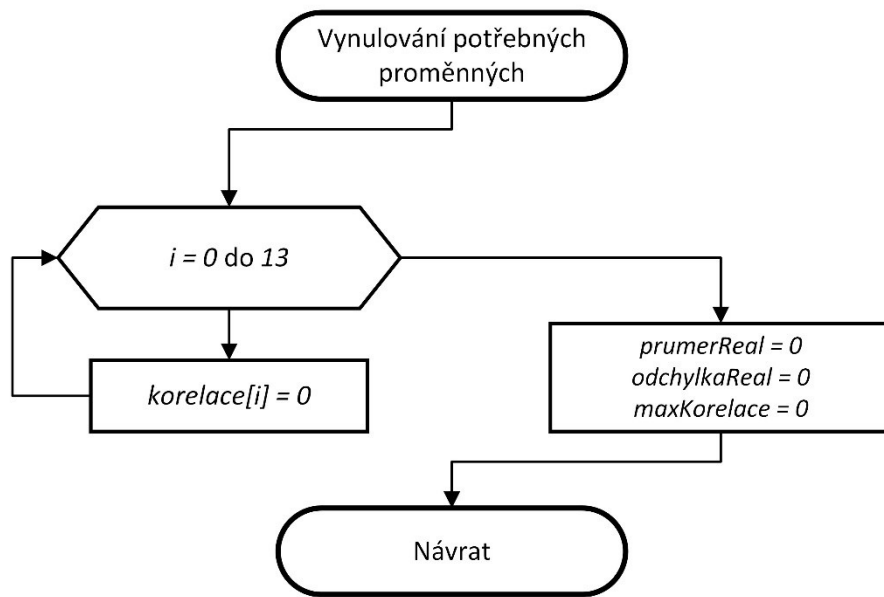 Vynulování potřebných
proměnných
i = 0 do 13
korelace[i] = 0
prumerReal = 0
odchylkaReal = 0
maxKorelace = 0
Návrat